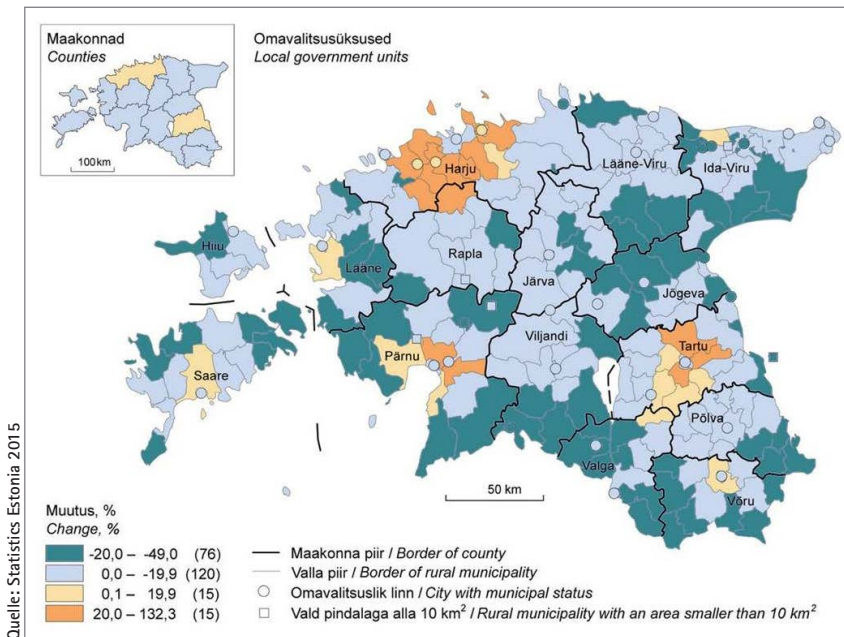 Maakonnad
Counties
100 km
Omavalitsusüksused
Local government units
Harju
Lääne-Viru
Ida-Viru
Hiiu
Lääne
Rapla
Järva
Jõgeva
Saare
Pärnu
Viljandi
Tartu
Põlva
Valga
Võru
50 km
Muutus, %
Change, %
-20,0 – -49,0 (76)
0,0 – -19,9 (120)
0,1 – 19,9 (15)
20,0 – 132,3 (15)
Maakonna piir / Border of county
Valla piir / Border of rural municipality
Omavalitsuslik linn / City with municipal status
Vald pindalaga alla 10 km² / Rural municipality with an area smaller than 10 km²
Quelle: Statistics Estonia 2015